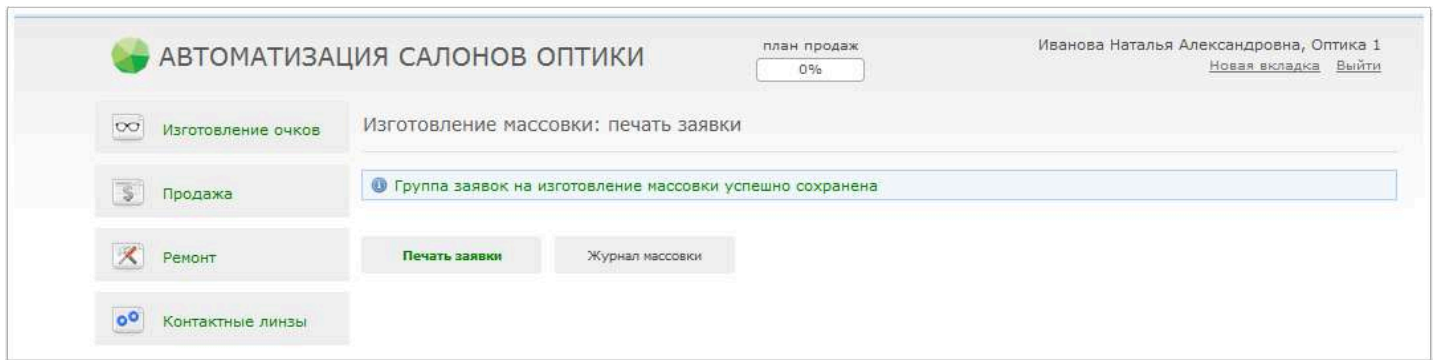 АВТОМАТИЗАЦИЯ САЛОНОВ ОПТИКИ
план продаж
0%
Иванова Наталья Александровна, Оптика 1
Новая вкладка Выйти
Изготовление очков
Продажа
Ремонт
Контактные линзы
Изготовление массовки: печать заявки
Группа заявок на изготовление массовки успешно сохранена
Печать заявки Журнал массовки